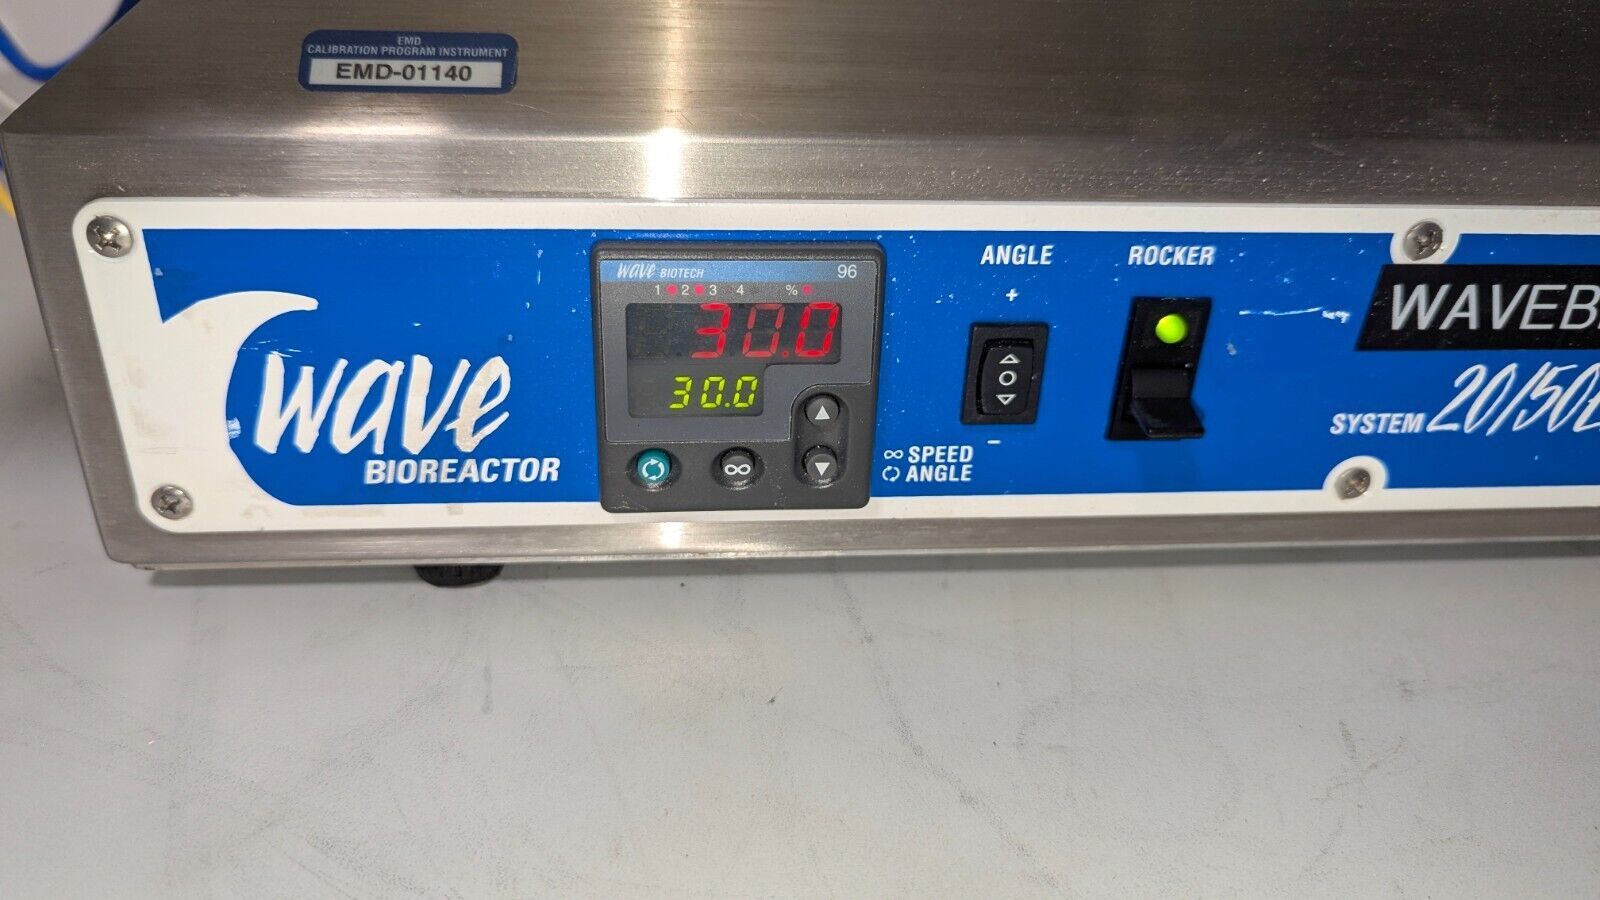 EMD
CALIBRATION PROGRAM INSTRUMENT
EMD-01140
wave BIOTECH 96
1 2 3 4 %
30.0
30.0
wave
BIOREACTOR
ANGLE
+
-
∞ SPEED
ANGLE
ROCKER
WAVEB
SYSTEM 20/50E